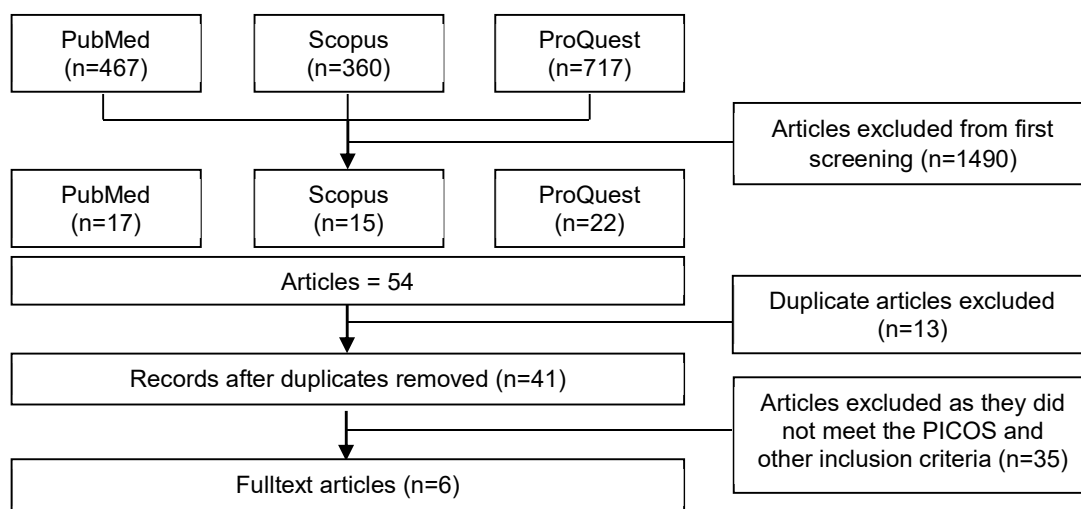 PubMed
(n=467)
Scopus
(n=360)
ProQuest
(n=717)
Articles excluded from first
screening (n=1490)
PubMed
(n=17)
Scopus
(n=15)
ProQuest
(n=22)
Articles = 54
Duplicate articles excluded
(n=13)
Records after duplicates removed (n=41)
Articles excluded as they did
not meet the PICOS and
other inclusion criteria (n=35)
Fulltext articles (n=6)